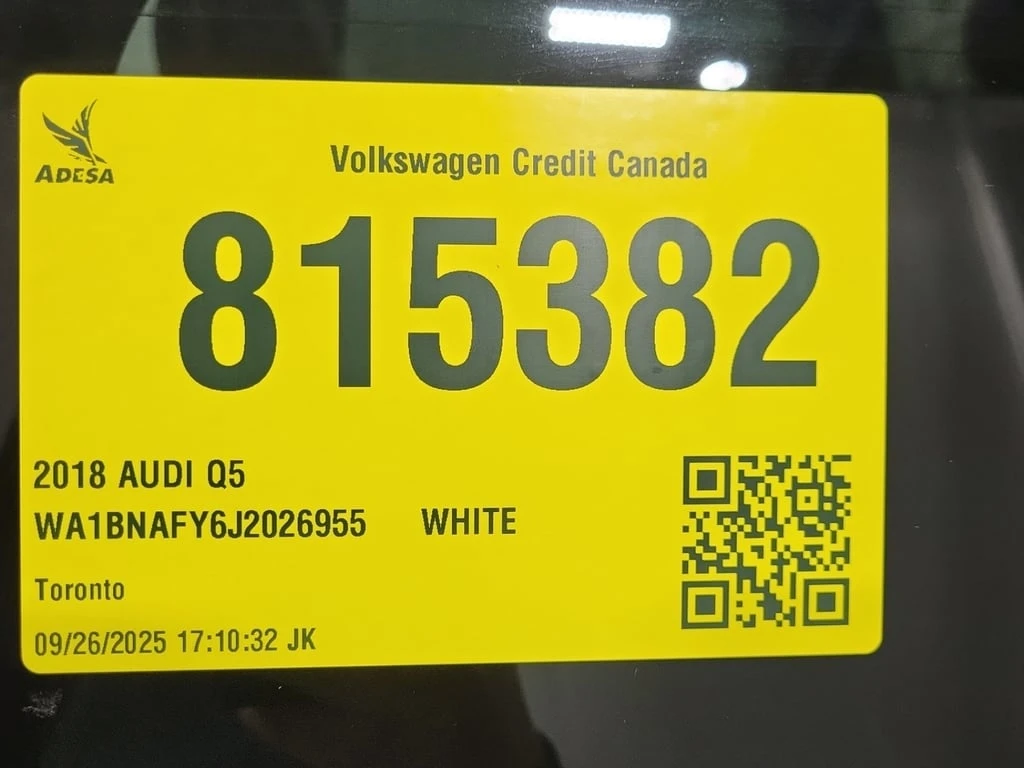 ADESA
Volkswagen Credit Canada
815382
2018 AUDI Q5
WA1BNAFY6J2026955 WHITE
Toronto
09/26/2025 17:10:32 JK